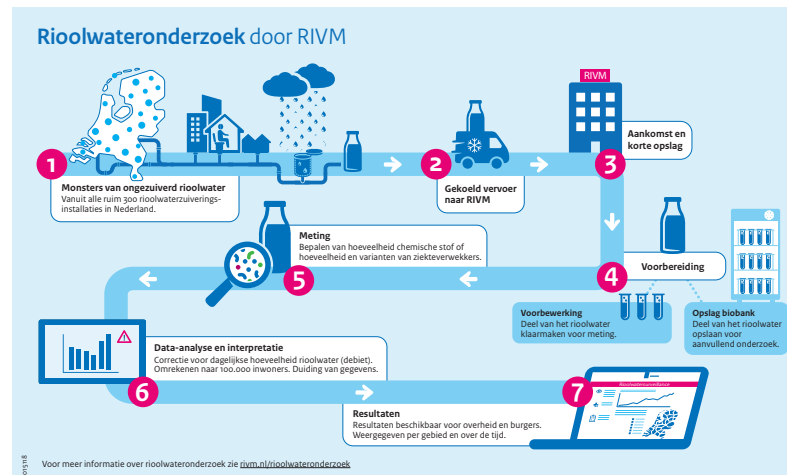 Rioolwateronderzoek door RIVM
1
Monsters van ongezuiverd rioolwater
Vanuit alle ruim 300 rioolwaterzuiverings-
installaties in Nederland.
2
Gekoeld vervoer
naar RIVM
RIVM
3
Aankomst en
korte opslag
4
Voorbereiding
Voorbewerking
Deel van het rioolwater
klaarmaken voor meting.
Opslag biobank
Deel van het rioolwater
opslaan voor
aanvullend onderzoek.
Meting
Bepalen van hoeveelheid chemische stof of
hoeveelheid en varianten van ziekteverwekkers.
5
6
Data-analyse en interpretatie
Correctie voor dagelijkse hoeveelheid rioolwater (debiet).
Omrekenen naar 100.000 inwoners. Duiding van gegevens.
7
Resultaten
Resultaten beschikbaar voor overheid en burgers.
Weergegeven per gebied en over de tijd.
Rioolwatersurveillance
015118
Voor meer informatie over rioolwateronderzoek zie rivm.nl/rioolwateronderzoek